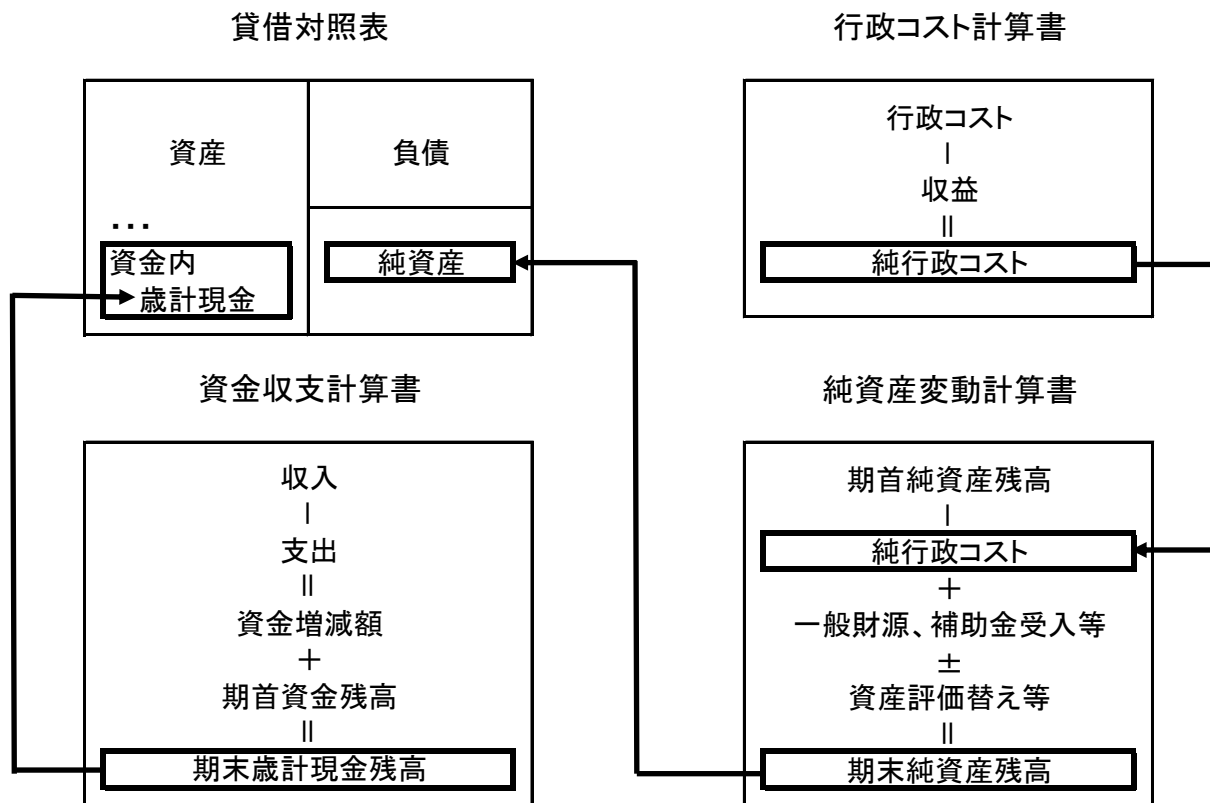 貸借対照表
資産
負債
・・・
資金内
歳計現金
純資産
行政コスト計算書
行政コスト
－
収益
＝
純行政コスト
資金収支計算書
収入
－
支出
＝
資金増減額
＋
期首資金残高
＝
期末歳計現金残高
純資産変動計算書
期首純資産残高
－
純行政コスト
＋
一般財源、補助金受入等
±
資産評価替え等
＝
期末純資産残高